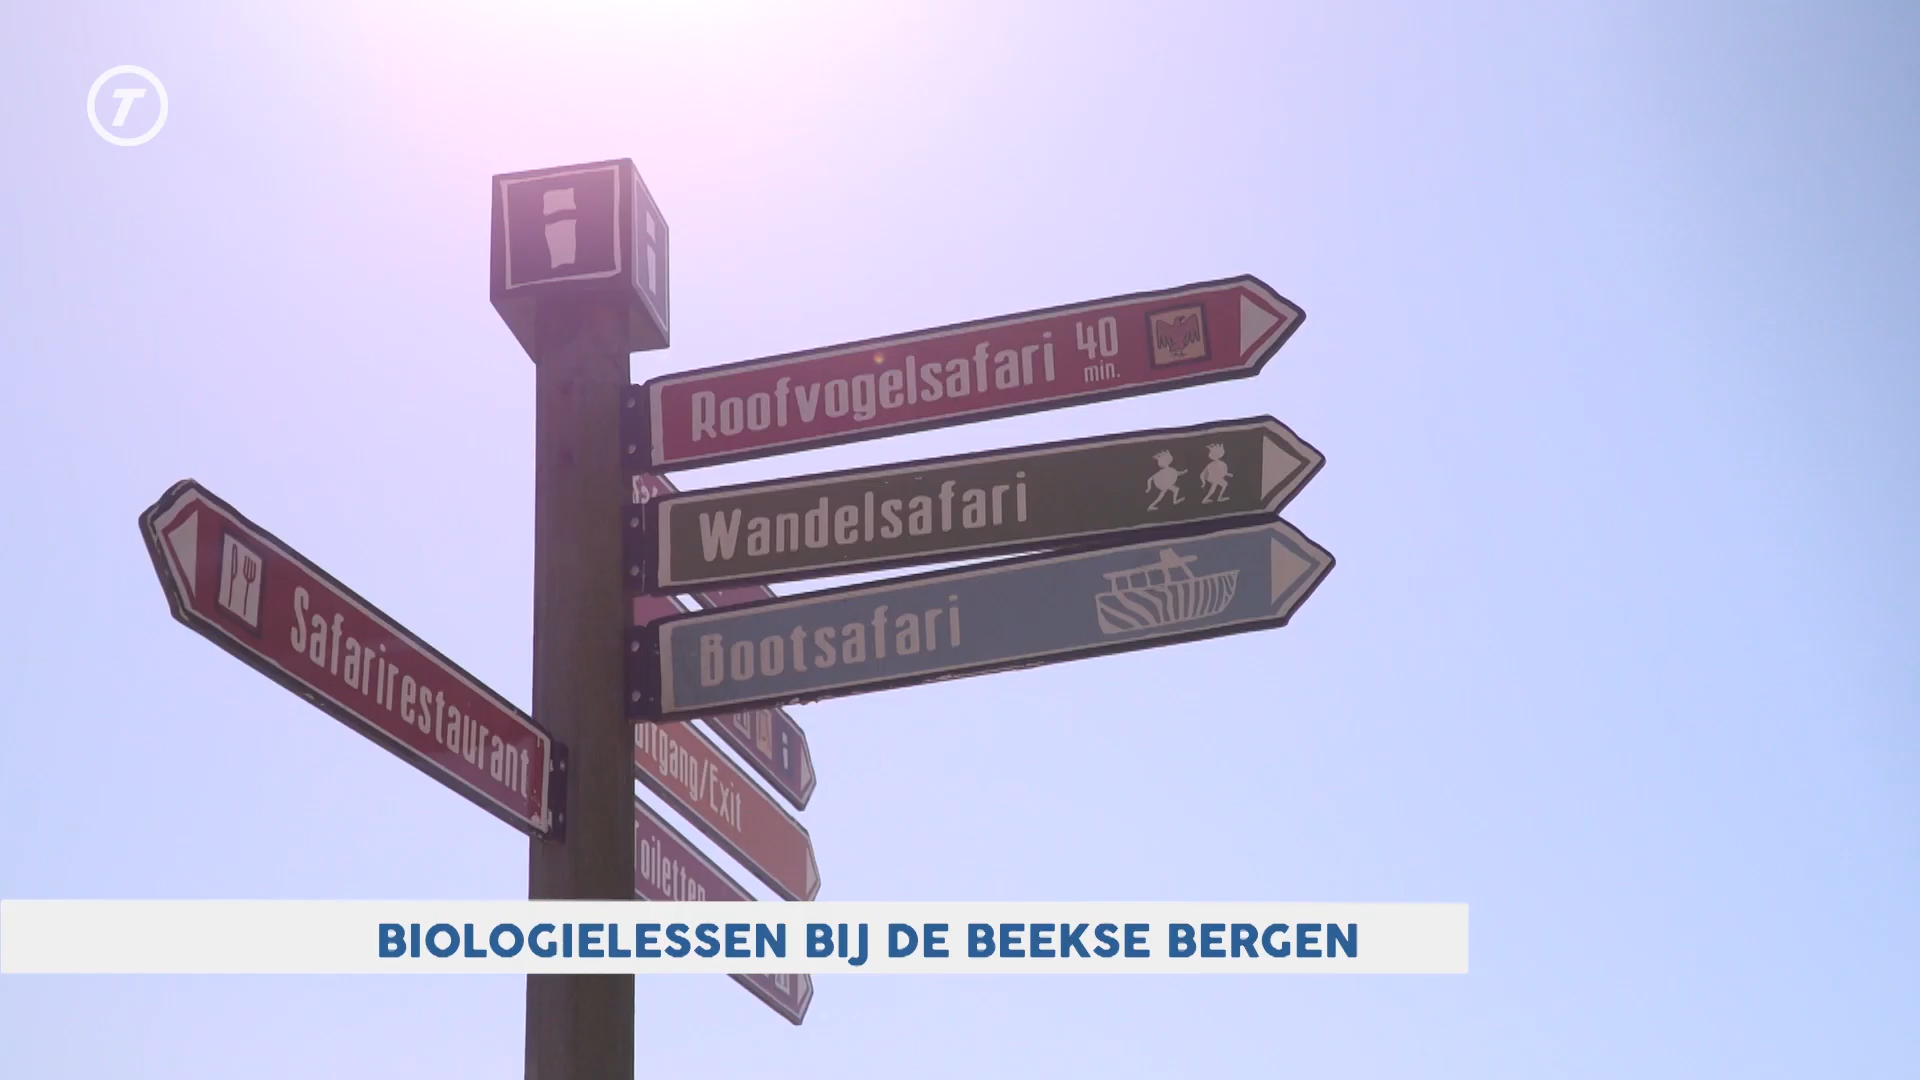 T
i
i
Roofvogelsafari 40 min.
Wandelsafari
Bootsafari
Safarirestaurant
i
Uitgang/Exit
Toiletten
BIOLOGIELESSEN BIJ DE BEEKSE BERGEN